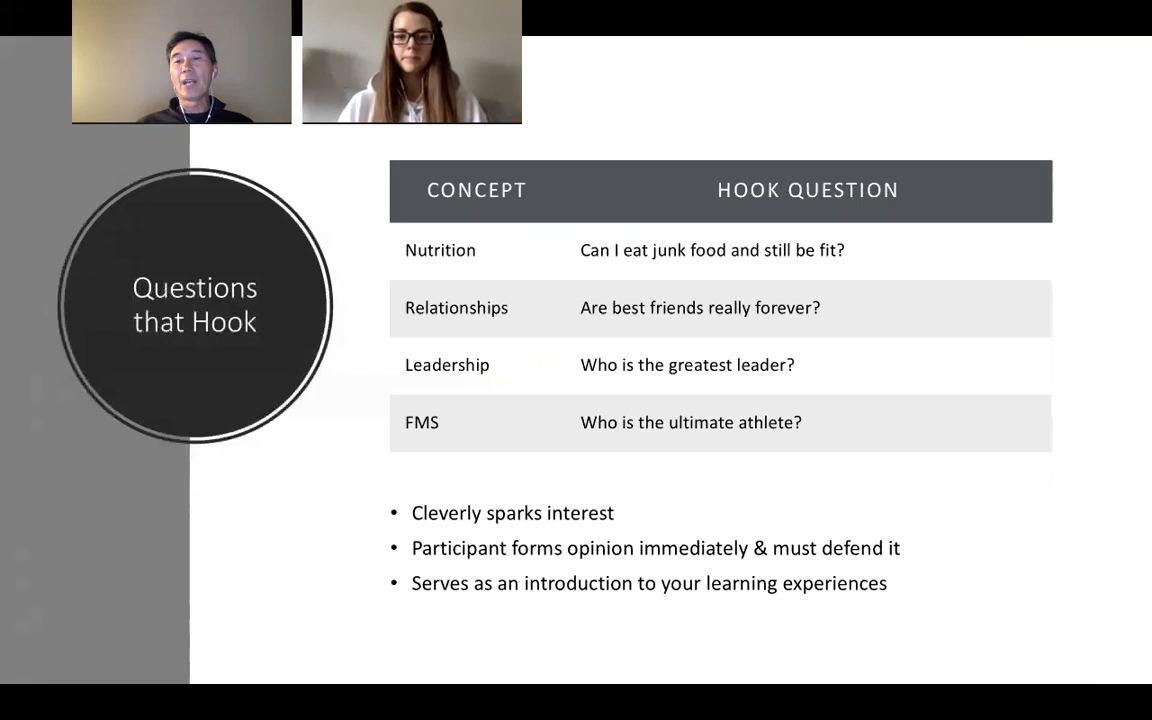 Questions
that Hook
CONCEPT HOOK QUESTION
Nutrition Can I eat junk food and still be fit?
Relationships Are best friends really forever?
Leadership Who is the greatest leader?
FMS Who is the ultimate athlete?
• Cleverly sparks interest
• Participant forms opinion immediately & must defend it
• Serves as an introduction to your learning experiences